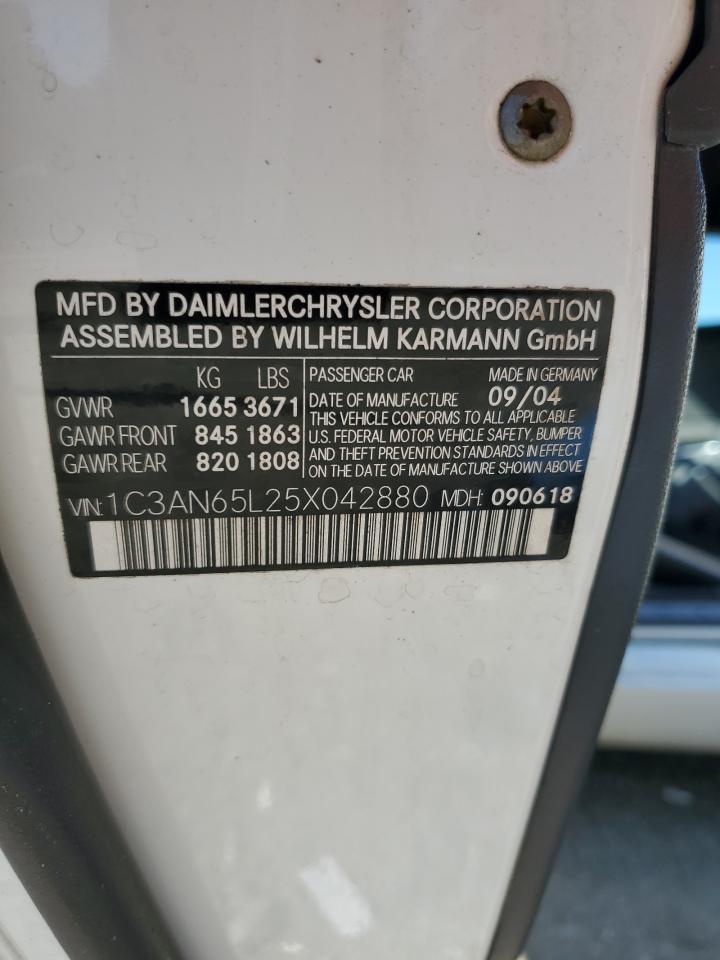 MFD BY DAIMLERCHRYSLER CORPORATION
ASSEMBLED BY WILHELM KARMANN GmbH
KG LBS
GVWR 1665 3671
GAWR FRONT 845 1863
GAWR REAR 820 1808
PASSENGER CAR MADE IN GERMANY
DATE OF MANUFACTURE 09/04
THIS VEHICLE CONFORMS TO ALL APPLICABLE
U.S. FEDERAL MOTOR VEHICLE SAFETY, BUMPER
AND THEFT PREVENTION STANDARDS IN EFFECT
ON THE DATE OF MANUFACTURE SHOWN ABOVE
VIN: 1C3AN65L25X042880 MDH: 090618